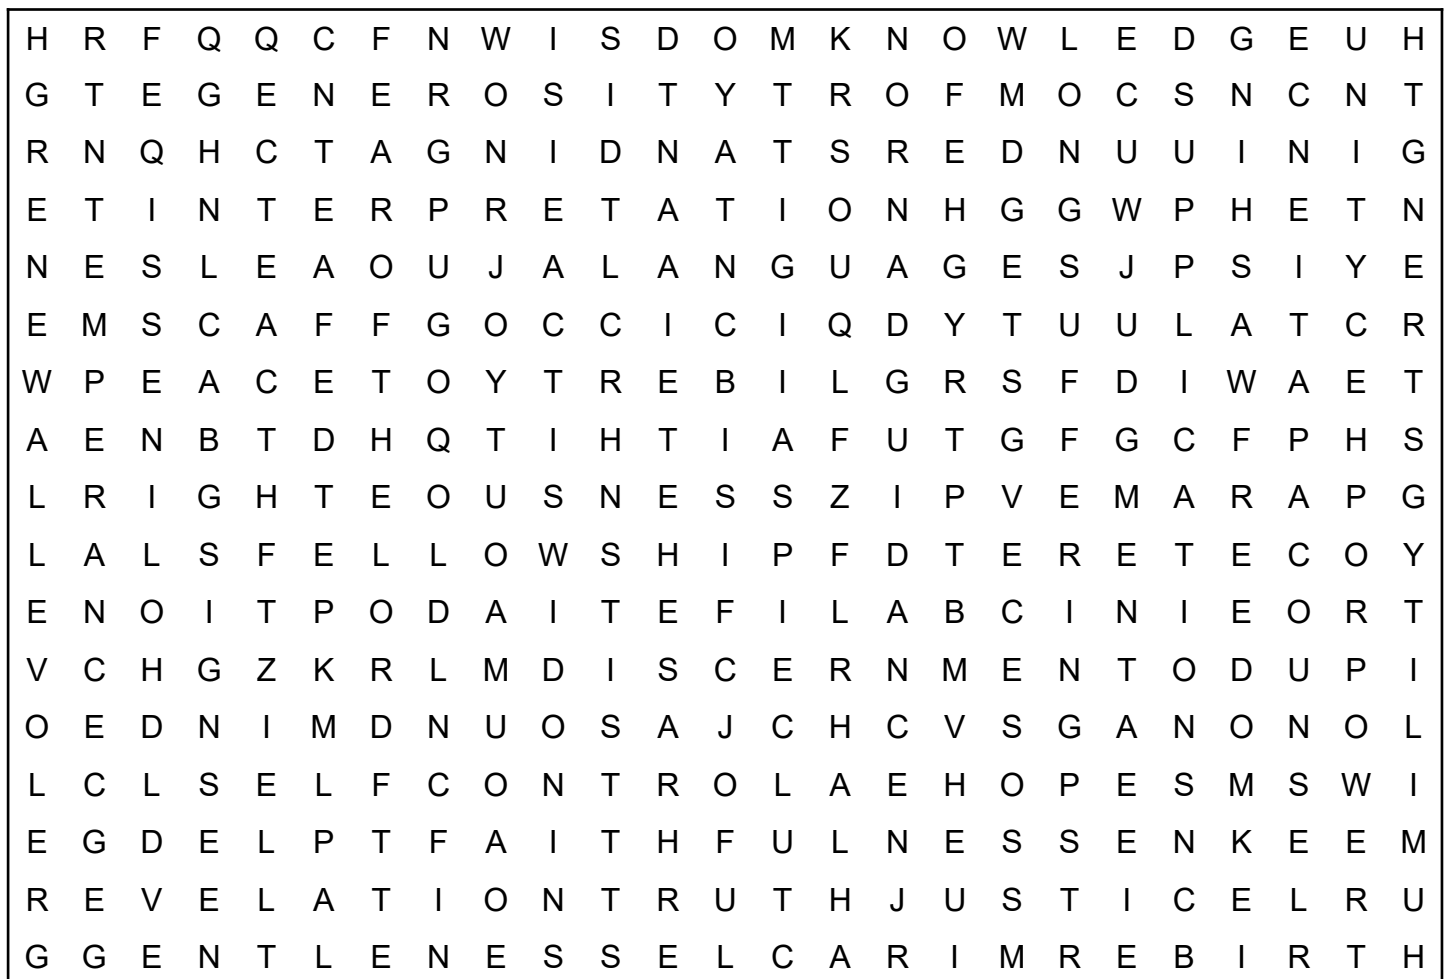 H R F Q Q C F N W I S D O M K N O W L E D G E U H
G T E G E N E R O S I T Y T R O F M O C S N C N T
R N Q H C T A G N I D N A T S R E D N U U I N I G
E T I N T E R P R E T A T I O N H G G W P H E T N
N E S L E A O U J A L A N G U A G E S J P S I Y E
E M S C A F F G O C C I C I Q D Y T U U L A T C R
W P E A C E T O Y T R E B I L G R S F D I W A E T
A E N B T D H Q T I H T I A F U T G F G C F P H S
L R I G H T E O U S N E S S Z I P V E M A R A P G
L A L S F E L L O W S H I P F D T E R E T E C O Y
E N O I T P O D A I T E F I L A B C I N I E O R T
V C H G Z K R L M D I S C E R N M E N T O D U P I
O E D N I M D N U O S A J C H C V S G A N O N O L
L C L S E L F C O N T R O L A E H O P E S M S W I
E G D E L P T F A I T H F U L N E S S E N K E E M
R E V E L A T I O N T R U T H J U S T I C E L R U
G G E N T L E N E S S E L C A R I M R E B I R T H